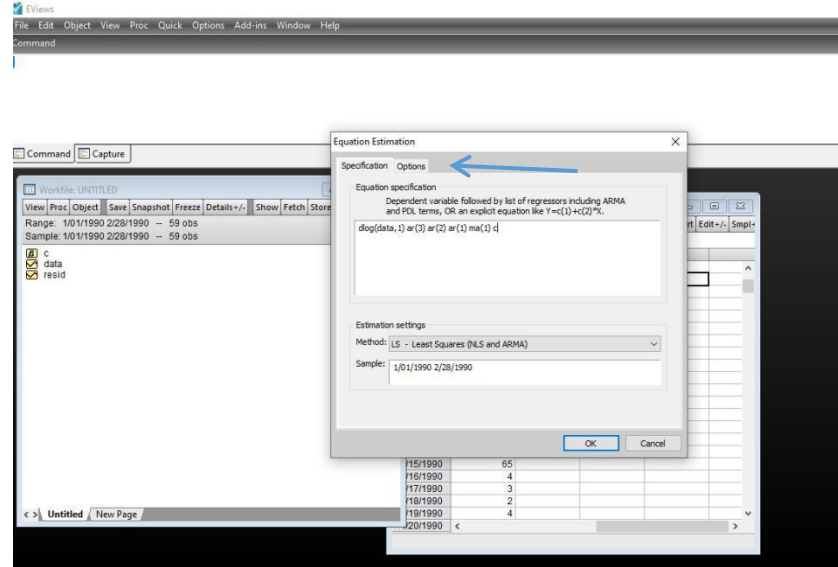 EViews
File Edit Object View Proc Quick Options Add-ins Window Help
Command
Command Capture
Equation Estimation
Specification Options
Equation specification
Dependent variable followed by list of regressors including ARMA
and PDL terms, OR an explicit equation like Y=c(1)+c(2)*X.
dlog(data,1) ar(3) ar(2) ar(1) ma(1) c
Estimation settings
Method: LS - Least Squares (NLS and ARMA)
Sample: 1/01/1990 2/28/1990
OK Cancel
Workfile: UNTITLED
View Proc Object Save Snapshot Freeze Details+/- Show Fetch Store
Range: 1/01/1990 2/28/1990 -- 59 obs
Sample: 1/01/1990 2/28/1990 -- 59 obs
c
data
resid
Untitled New Page
Edit+/- Smpl+
/15/1990 65
/16/1990 4
/17/1990 3
/18/1990 2
/19/1990 4
/20/1990